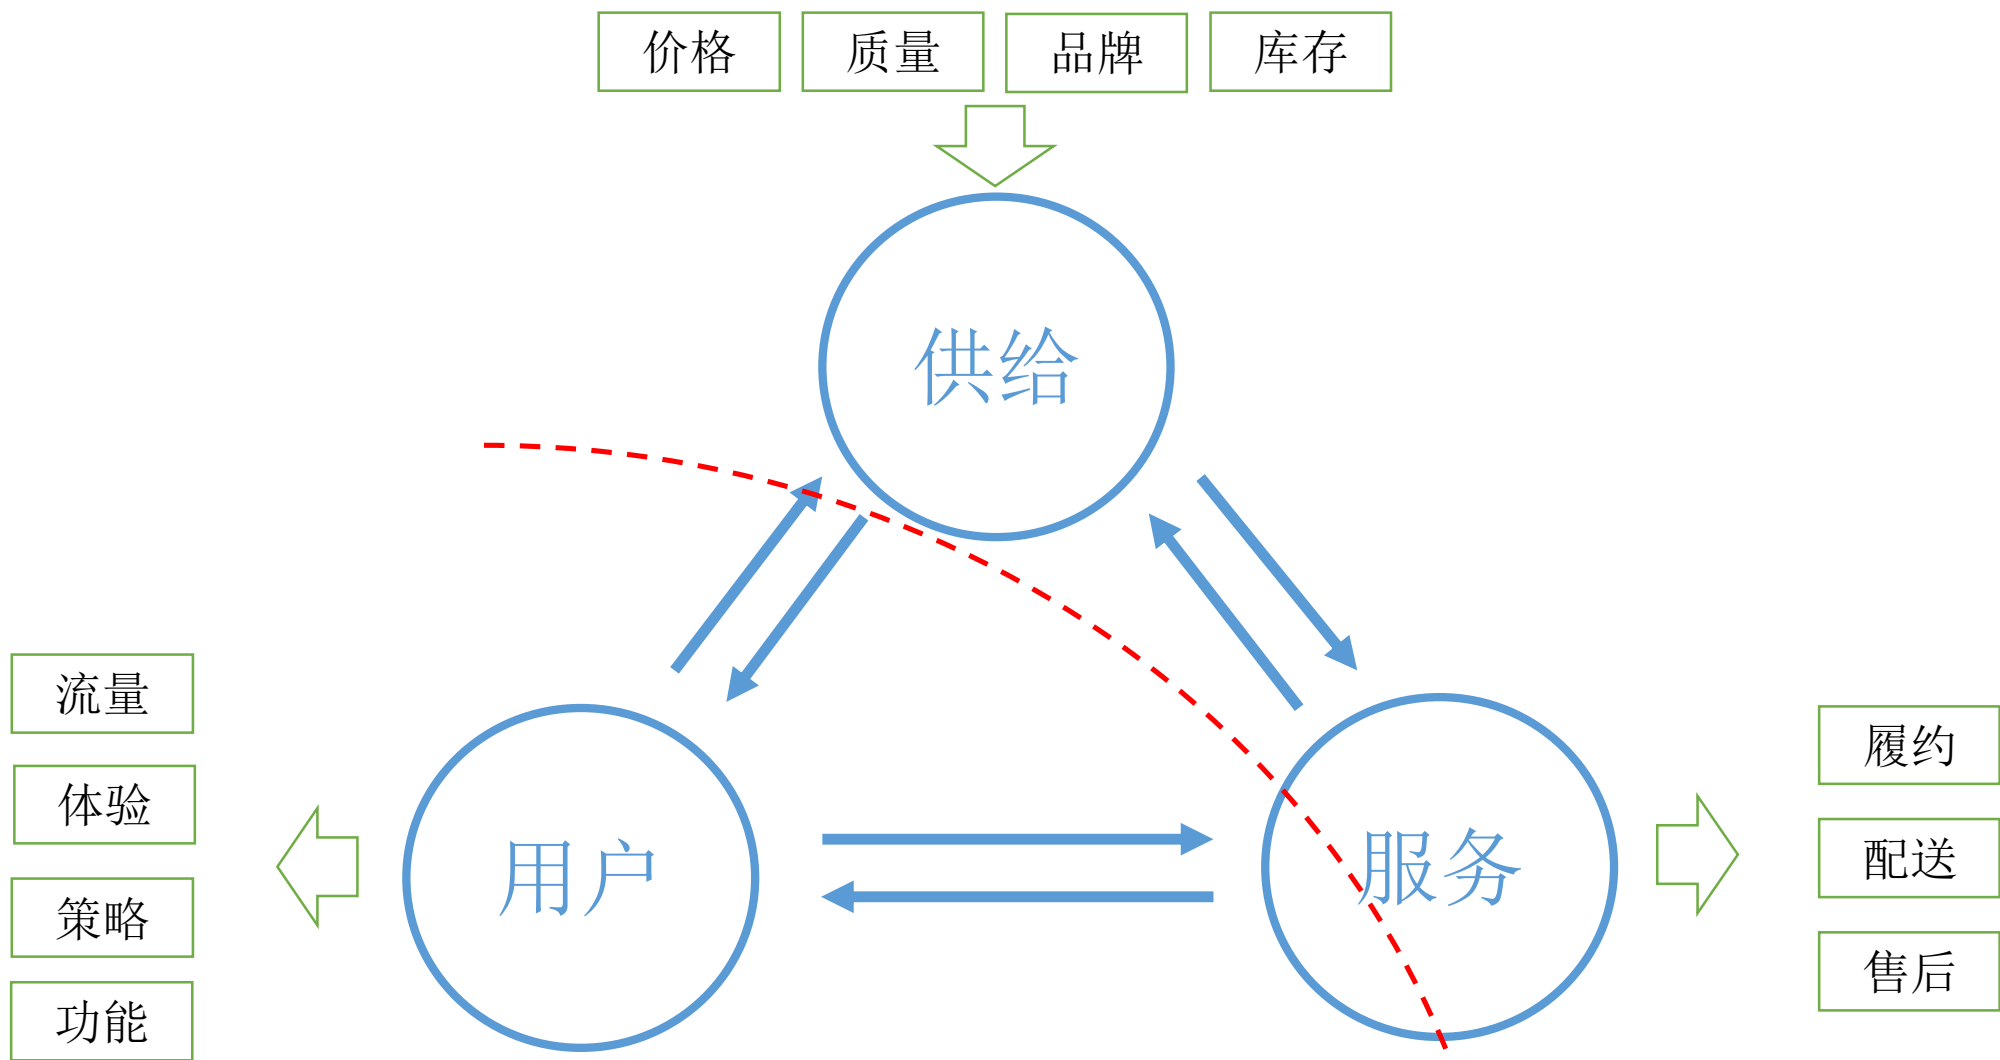 价格 质量 品牌 库存
供给
流量
体验
策略
功能
用户
服务
履约
配送
售后